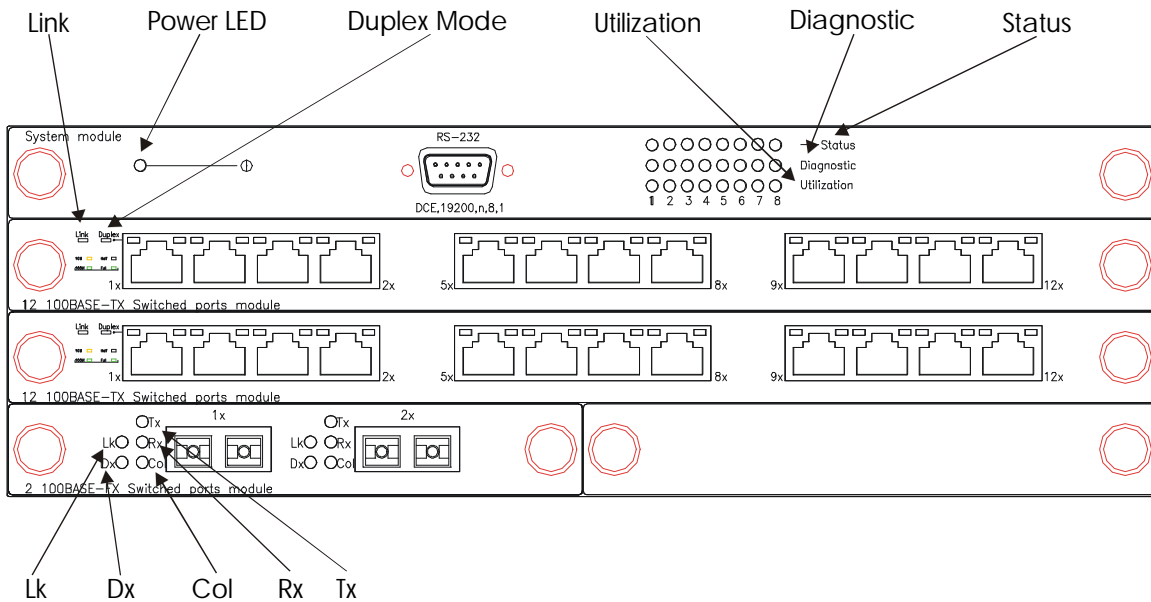 Link Power LED Duplex Mode Utilization Diagnostic Status
System module
RS-232
DCE,19200,n,8,1
Status
Diagnostic
Utilization
1 2 3 4 5 6 7 8
Link Duplex
1x 2x 5x 8x 9x 12x
12 100BASE-TX Switched ports module
Link Duplex
1x 2x 5x 8x 9x 12x
12 100BASE-TX Switched ports module
1x 2x
Tx Tx
Lk Rx Lk Rx
Dx Col Dx Col
2 100BASE-FX Switched ports module
Lk Dx Col Rx Tx